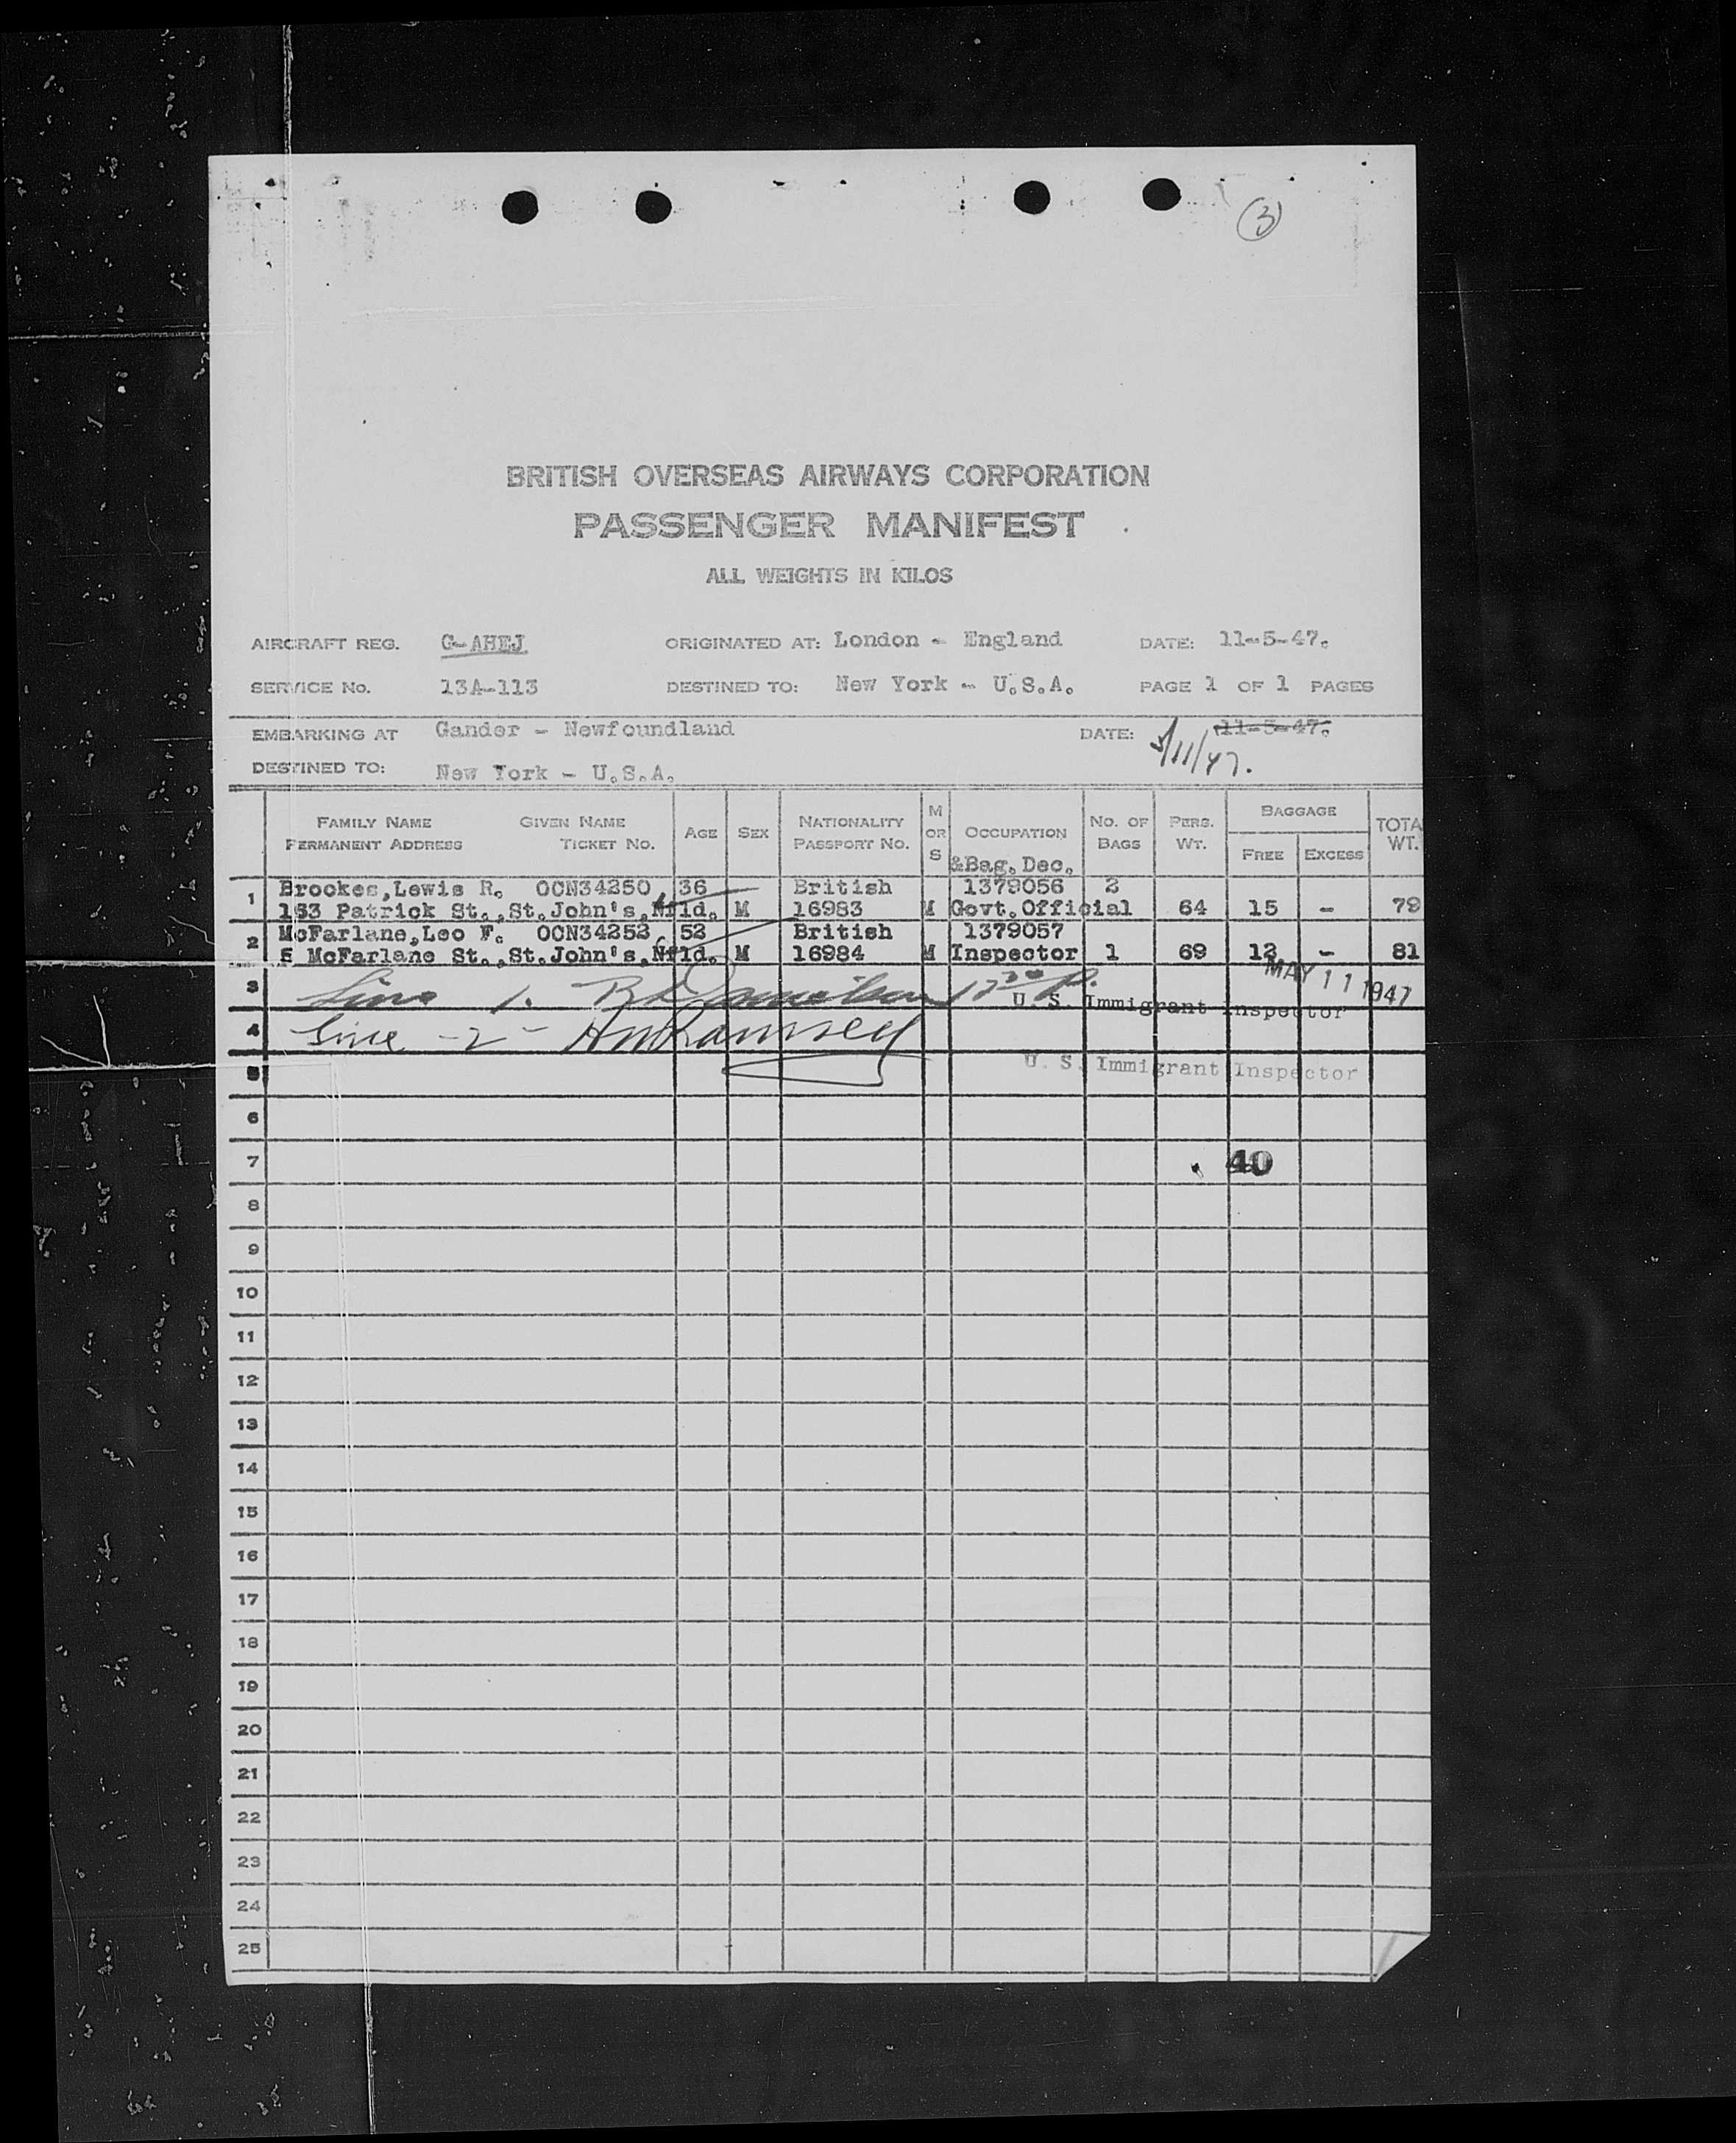 3
BRITISH OVERSEAS AIRWAYS CORPORATION
PASSENGER MANIFEST
ALL WEIGHTS IN KILOS
AIRCRAFT REG. G-AHEJ ORIGINATED AT: London - England DATE: 11-5-47.
SERVICE No. 13A-113 DESTINED TO: New York - U.S.A. PAGE 1 OF 1 PAGES
EMBARKING AT Gander - Newfoundland DATE: 11-5-47.
5/11/47.
DESTINED TO: New York - U.S.A.
FAMILY NAME GIVEN NAME AGE SEX NATIONALITY M OR S OCCUPATION NO. OF BAGS PERS. WT. BAGGAGE TOTA WT.
PERMANENT ADDRESS TICKET NO. PASSPORT NO. &Bag. Dec. FREE EXCESS
1 Brookes, Lewis R. OCN34250 36 British 1379056 2
163 Patrick St., St. John's, Nfld. M 16983 M Govt. Official 64 15 - 79
2 McFarlane, Leo F. OCN34252 52 British 1379057
McFarlane St., St. John's, Nfld. M 16984 M Inspector 1 69 12 - 81
MAY 11 1947
3 Line 1.
U. S. Immigrant Inspector
4 Line -2-
5 U. S. Immigrant Inspector
6
7 40
8
9
10
11
12
13
14
15
16
17
18
19
20
21
22
23
24
25